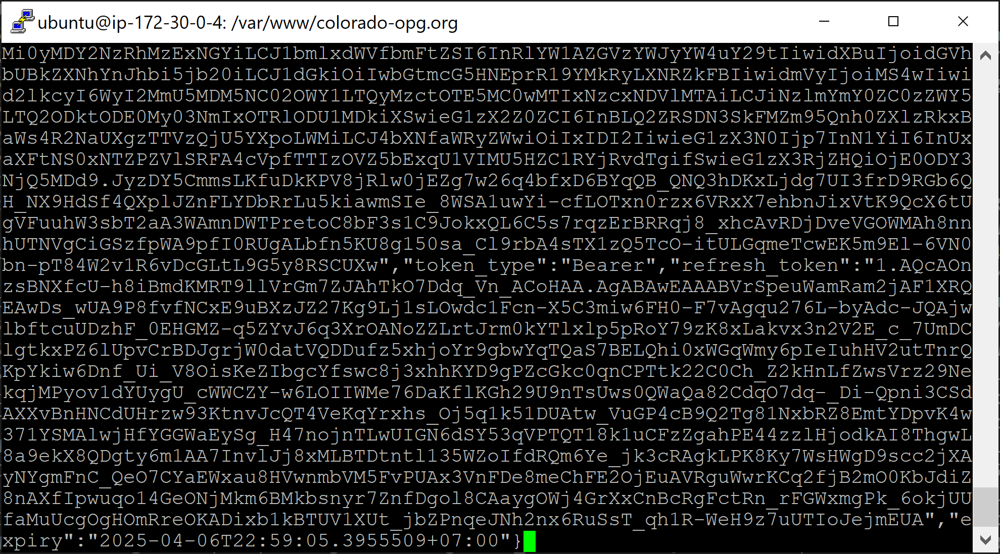 ubuntu@ip-172-30-0-4: /var/www/colorado-opg.org
Mi0yMDY2NzRhMzExNGYiLCJ1bmlxdWVfbmFtZSI6InRlYW1AZGVzYWJyYW4uY29tIiwidXBuIjoidGVh
bUBkZXNhYnJhbi5jb20iLCJ1dGkiOiIwbGtmcG5HNEprR19YMkRyLXNRZkFBIiwidmVyIjoiMS4wIiwi
d2lkcyI6WyI2MmU5MDM5NC02OWY1LTQyMzctOTE5MC0wMTIxNzcxNDVlMTAiLCJiNzlmYmY0ZC0zZWY5
LTQ2ODktODE0My03NmIxOTRlODU1MDkiXSwieG1zX2Z0ZCI6InBLQ2ZRSDN3SkFMZm95Qnh0ZXlzRkxB
aWs4R2NaUXgzTTVzQjU5YXpoLWMiLCJ4bXNfaWRyZWwiOiIxIDI2IiwieG1zX3N0Ijp7InN1YiI6InUx
aXFtNS0xNTZPZVlSRFA4cVpfTTIzOVZ5bExqU1VIMU5HZC1RYjRvdTgifSwieG1zX3RjZHQiOjE0ODY3
NjQ5MDd9.JyzDY5CmmsLKfuDkKPV8jRlw0jEZg7w26q4bfxD6BYqQB_QNQ3hDKxLjdg7UI3frD9RGb6Q
H_NX9HdSf4QXplJZnFLYDbRrLu5kiawmSIe_8WSA1uwYi-cfLOTxn0rzx6VRxX7ehbnJixVtK9QcX6tU
gVFuuhW3sbT2aA3WAmnDWTPretoC8bF3s1C9JokxQL6C5s7rqzErBRRqj8_xhcAvRDjDveVGOWMAh8nn
hUTNVgCiGSzfpWA9pfI0RUgALbfn5KU8g150sa_Cl9rbA4sTX1zQ5TcO-itULGqmeTcwEK5m9El-6VN0
bn-pT84W2v1R6vDcGLtL9G5y8RSCUXw","token_type":"Bearer","refresh_token":"1.AQcAOn
zsBNXfcU-h8iBmdKMRT9llVrGm7ZJAhTkO7Ddq_Vn_ACoHAA.AgABAwEAAABVrSpeuWamRam2jAF1XRQ
EAwDs_wUA9P8fvfNCxE9uBXzJZ27Kg9Lj1sLOwdc1Fcn-X5C3miw6FH0-F7vAgqu276L-byAdc-JQAjw
lbftcuUDzhF_0EHGMZ-q5ZYvJ6q3XrOANoZZLrtJrm0kYTlxlp5pRoY79zK8xLakvx3n2V2E_c_7UmDC
lgtkxPZ6lUpvCrBDJgrjW0datVQDDufz5xhjoYr9gbwYqTQaS7BELQhi0xWGqWmy6pIeIuhHV2utTnrQ
KpYkiw6Dnf_Ui_V8OisKeZIbgcYfswc8j3xhhKYD9gPZcGkc0qnCPTtk22C0Ch_Z2kHnLfZwsVrz29Ne
kqjMPyov1dYUygU_cWWCZY-w6LOIIWMe76DaKflKGh29U9nTsUws0QWaQa82CdqO7dq-_Di-Qpni3CSd
AXXvBnHNCdUHrzw93KtnvJcQT4VeKqYrxhs_Oj5q1k51DUAtw_VuGP4cB9Q2Tg81NxbRZ8EmtYDpvK4w
371YSMAlwjHfYGGWaEySg_H47nojnTLwUIGN6dSY53qVPTQT18k1uCFzZgahPE44zzlHjodkAI8ThgwL
8a9ekX8QDgty6m1AA7InvlJj8xMLBTDtntl135WZoIfdRQm6Ye_jk3cRAgkLPK8Ky7WsHWgD9scc2jXA
yNYgmFnC_QeO7CYaEWxau8HVwnmbVM5FvPUAx3VnFDe8meChFE2OjEuAVRguWwrKCq2fjB2mO0KbJdiZ
8nAXfIpwuqo14GeONjMkm6BMkbsnyr7ZnfDgol8CAaygOWj4GrXxCnBcRgFctRn_rFGWxmgPk_6okjUU
faMuUcgOgHOmRreOKADixb1kBTUV1XUt_jbZPnqeJNh2nx6RuSsT_qh1R-WeH9z7uUTIoJejmEUA","e
xpiry":"2025-04-06T22:59:05.3955509+07:00"}